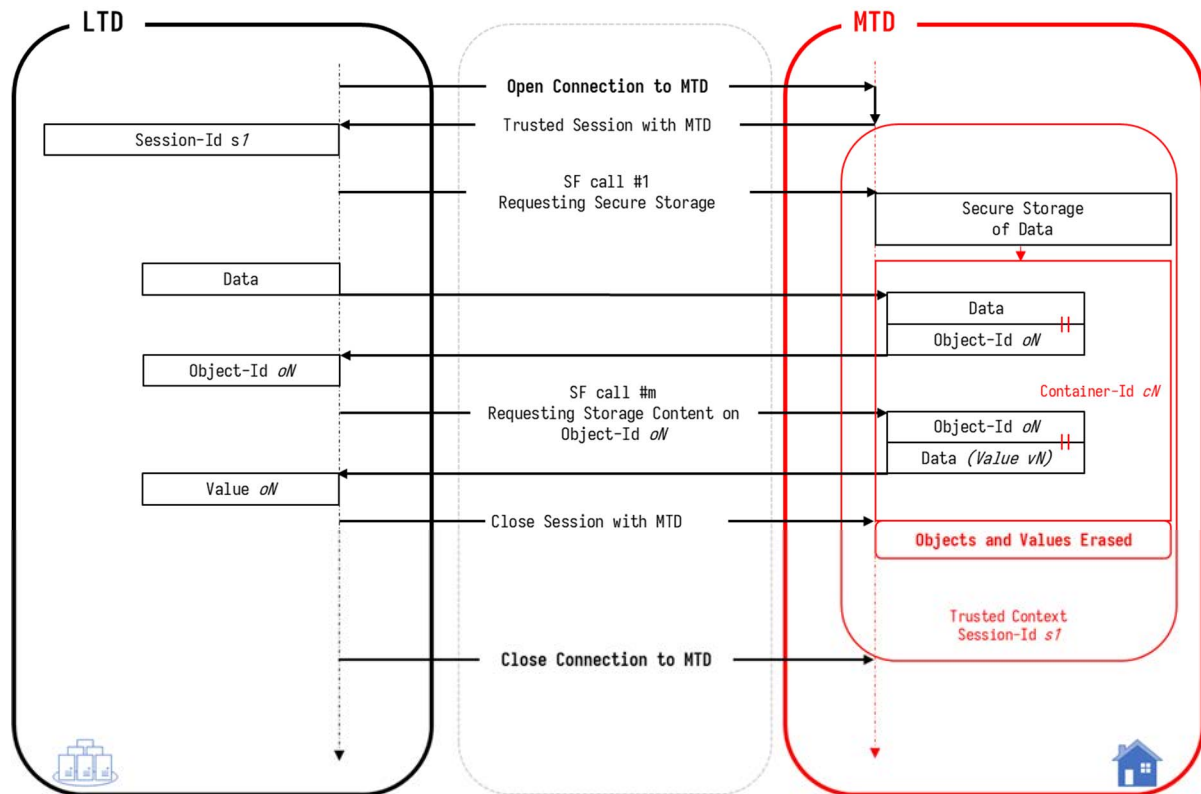 LTD
MTD
Open Connection to MTD
Trusted Session with MTD
Session-Id s1
SF call #1
Requesting Secure Storage
Secure Storage
of Data
Data
Data
Object-Id oN
Object-Id oN
Container-Id cN
SF call #m
Requesting Storage Content on
Object-Id oN
Object-Id oN
Data (Value vN)
Value oN
Close Session with MTD
Objects and Values Erased
Trusted Context
Session-Id s1
Close Connection to MTD